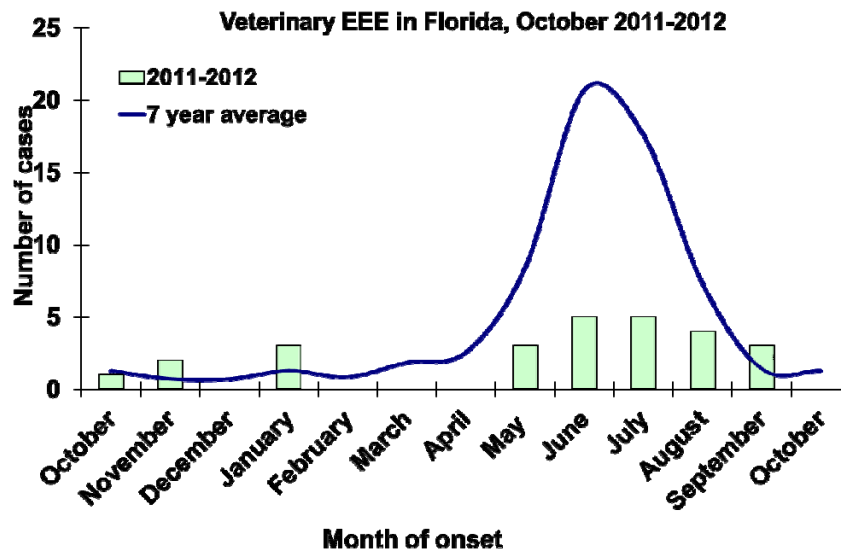 Veterinary EEE in Florida, October 2011-2012
2011-2012
7 year average
Number of cases
25
20
15
10
5
0
October
November
December
January
February
March
April
May
June
July
August
September
October
Month of onset